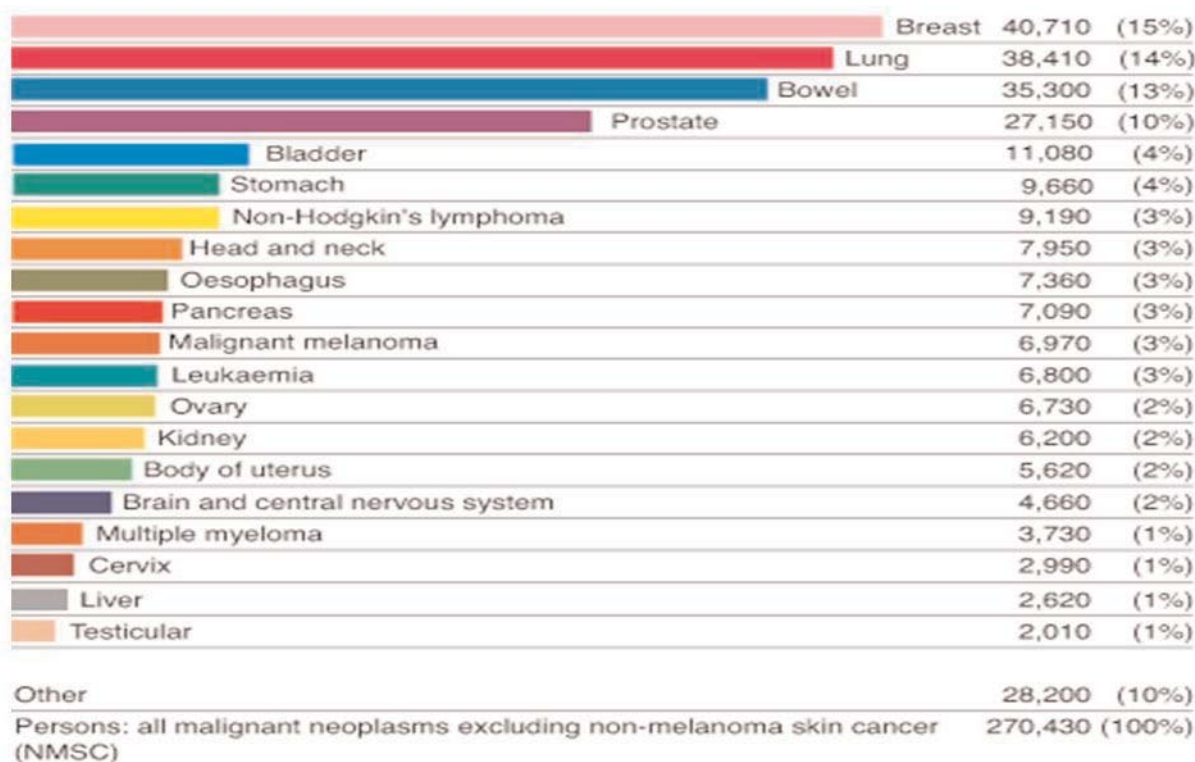 Breast 40,710 (15%)
Lung 38,410 (14%)
Bowel 35,300 (13%)
Prostate 27,150 (10%)
Bladder 11,080 (4%)
Stomach 9,660 (4%)
Non-Hodgkin's lymphoma 9,190 (3%)
Head and neck 7,950 (3%)
Oesophagus 7,360 (3%)
Pancreas 7,090 (3%)
Malignant melanoma 6,970 (3%)
Leukaemia 6,800 (3%)
Ovary 6,730 (2%)
Kidney 6,200 (2%)
Body of uterus 5,620 (2%)
Brain and central nervous system 4,660 (2%)
Multiple myeloma 3,730 (1%)
Cervix 2,990 (1%)
Liver 2,620 (1%)
Testicular 2,010 (1%)
Other 28,200 (10%)
Persons: all malignant neoplasms excluding non-melanoma skin cancer 270,430 (100%)
(NMSC)